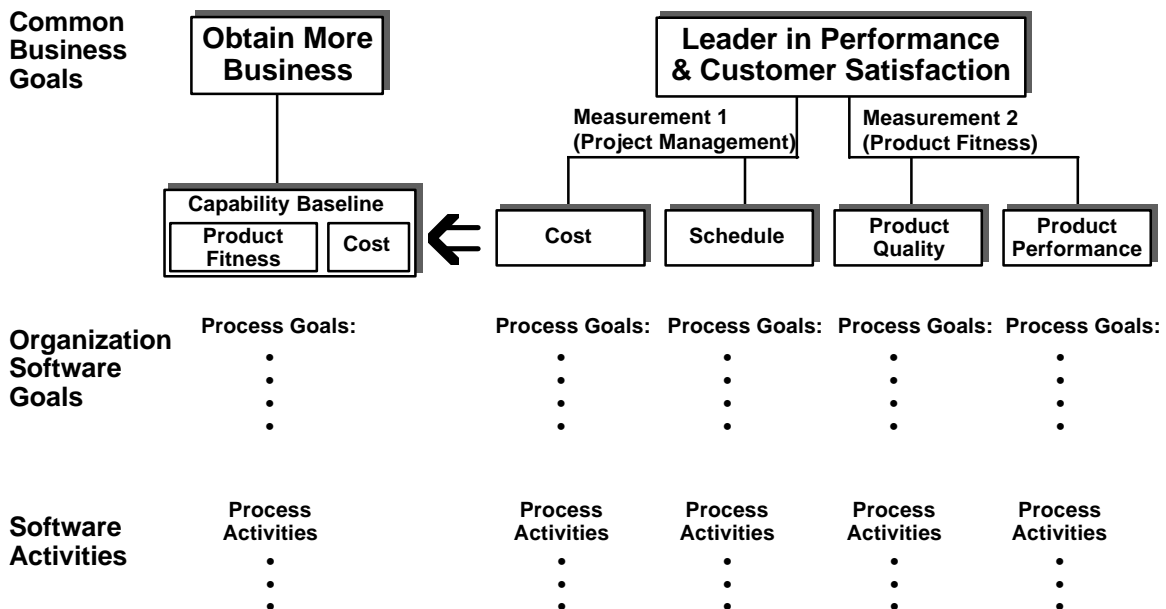 Common
Business
Goals
Obtain More
Business
Leader in Performance
& Customer Satisfaction
Measurement 1
(Project Management)
Measurement 2
(Product Fitness)
Capability Baseline
Product
Fitness
Cost
Cost
Schedule
Product
Quality
Product
Performance
Organization
Software
Goals
Process Goals:
Process Goals:
Process Goals:
Process Goals:
Process Goals:
Software
Activities
Process
Activities
Process
Activities
Process
Activities
Process
Activities
Process
Activities